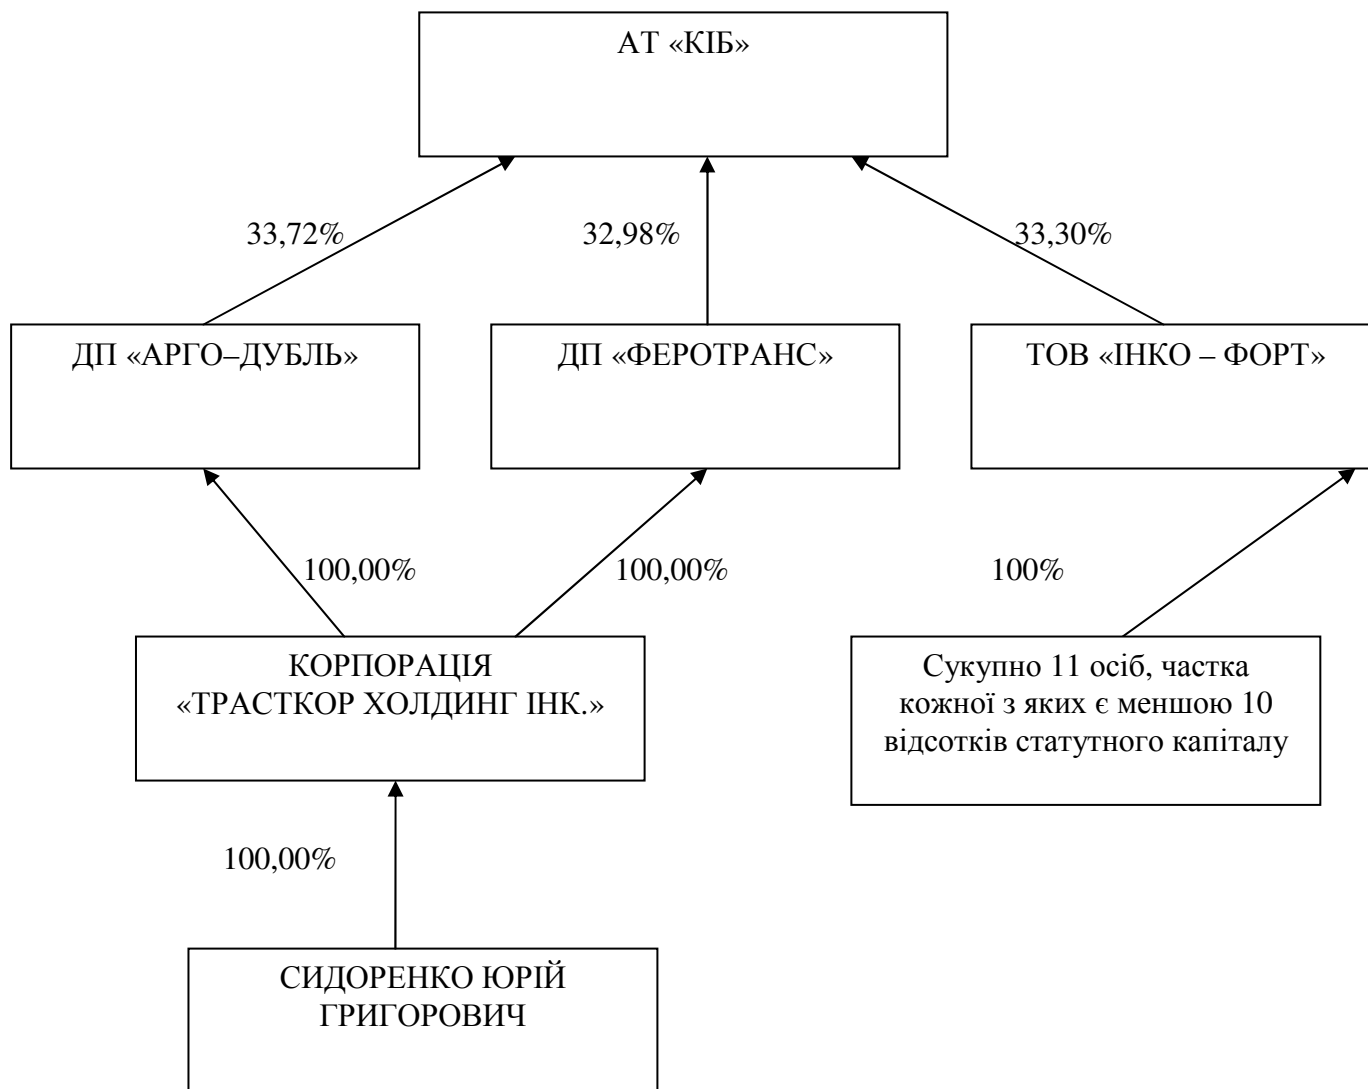 АТ «КІБ»
33,72%
32,98%
33,30%
ДП «АРГО–ДУБЛЬ»
ДП «ФЕРОТРАНС»
ТОВ «ІНКО – ФОРТ»
100,00%
100,00%
100%
КОРПОРАЦІЯ
«ТРАСТКОР ХОЛДИНГ ІНК.»
Сукупно 11 осіб, частка
кожної з яких є меншою 10
відсотків статутного капіталу
100,00%
СИДОРЕНКО ЮРІЙ
ГРИГОРОВИЧ